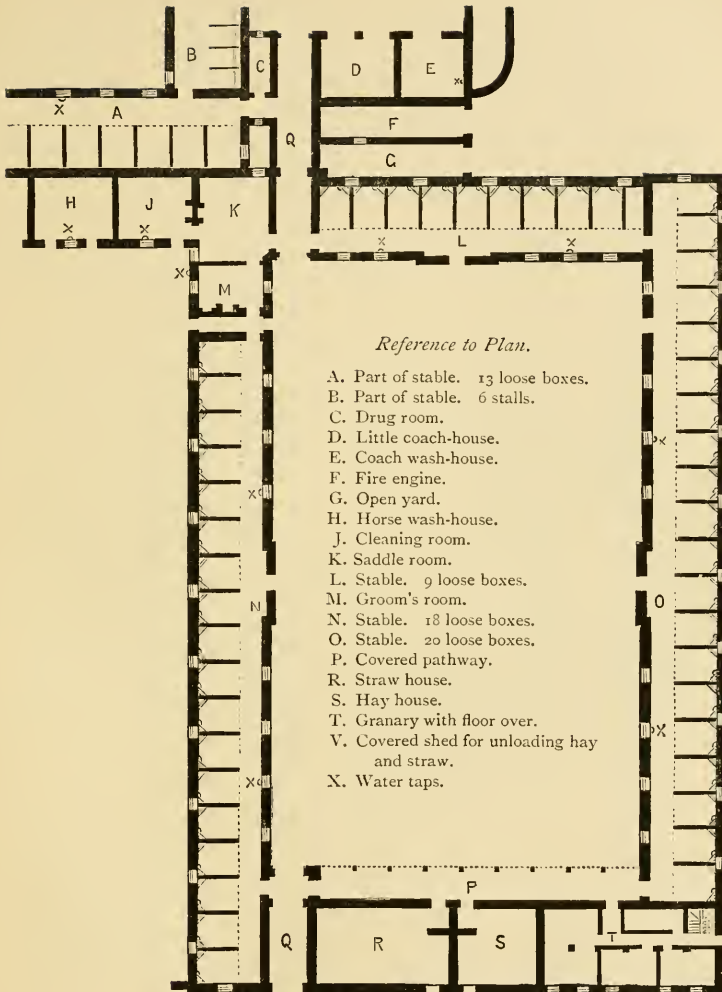 B
C
D
E
X
X
A
Q
F
G
H
J
K
X
X
L
X
X
X
M
Reference to Plan.
A. Part of stable. 13 loose boxes.
B. Part of stable. 6 stalls.
C. Drug room.
D. Little coach-house.
E. Coach wash-house.
F. Fire engine.
G. Open yard.
H. Horse wash-house.
J. Cleaning room.
K. Saddle room.
L. Stable. 9 loose boxes.
M. Groom's room.
N. Stable. 18 loose boxes.
O. Stable. 20 loose boxes.
P. Covered pathway.
R. Straw house.
S. Hay house.
T. Granary with floor over.
V. Covered shed for unloading hay
and straw.
X. Water taps.
X
X
N
O
X
X
P
Q
R
S
T